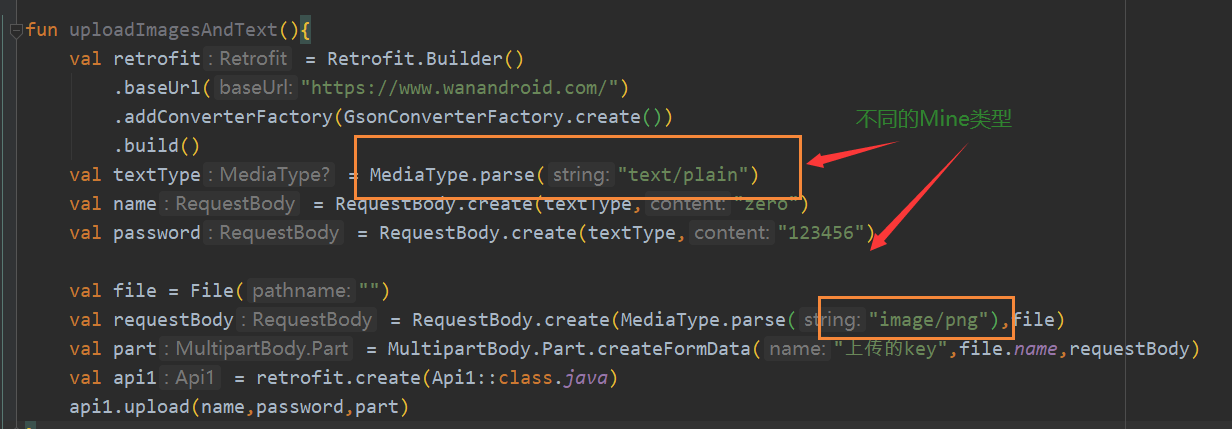 fun uploadImagesAndText(){
val retrofit : Retrofit = Retrofit.Builder()
.baseUrl( baseUrl: "https://www.wanandroid.com/")
.addConverterFactory(GsonConverterFactory.create())
.build()
不同的Mine类型
val textType : MediaType? = MediaType.parse( string: "text/plain")
val name : RequestBody = RequestBody.create(textType, content: "zero")
val password : RequestBody = RequestBody.create(textType, content: "123456")
val file = File( pathname: "")
val requestBody : RequestBody = RequestBody.create(MediaType.parse( string: "image/png"),file)
val part : MultipartBody.Part = MultipartBody.Part.createFormData( name: "上传的key",file.name,requestBody)
val api1 : Api1 = retrofit.create(Api1::class.java)
api1.upload(name,password,part)